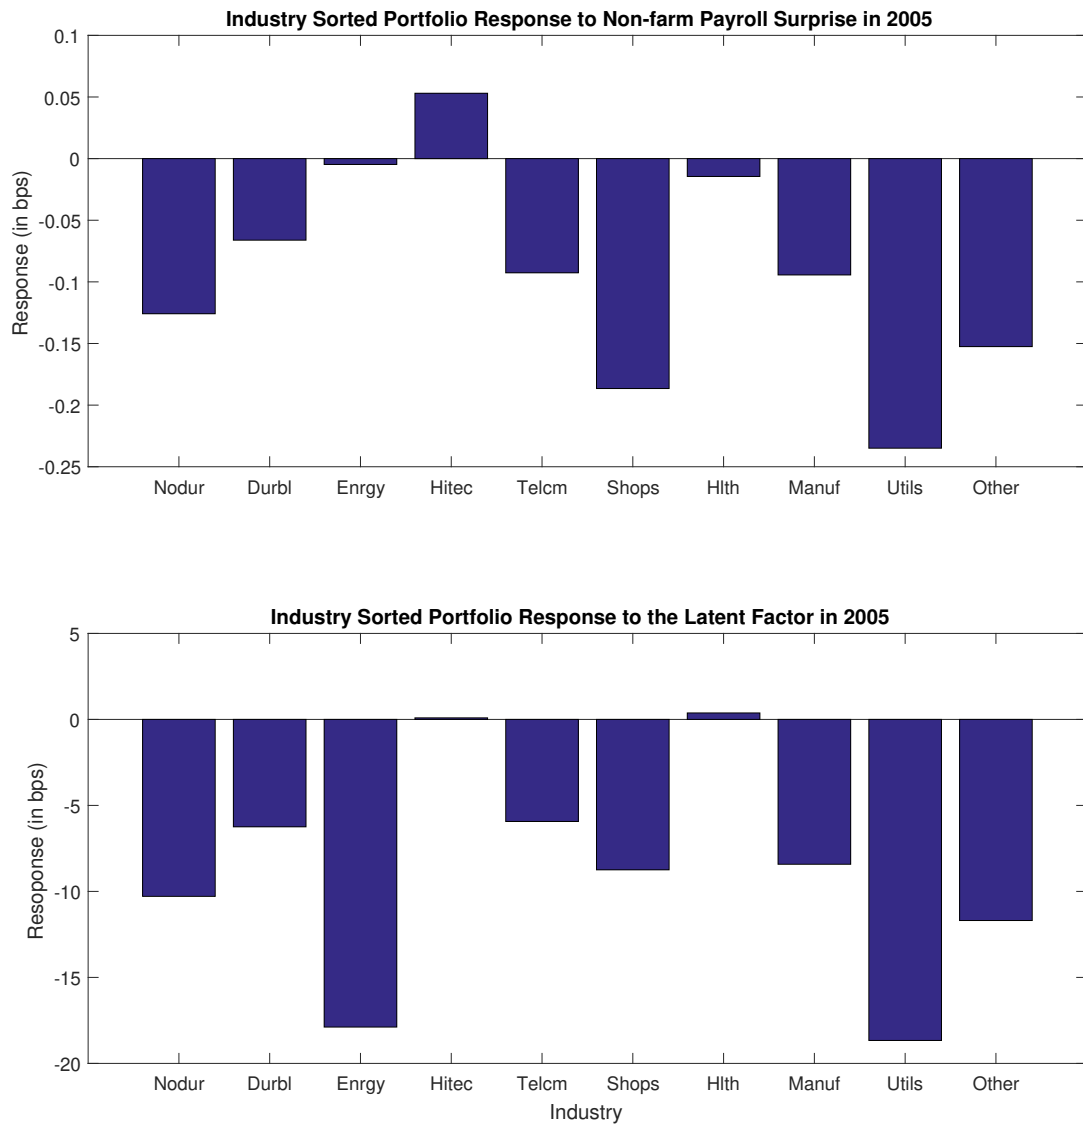 Industry Sorted Portfolio Response to Non-farm Payroll Surprise in 2005
0.1
0.05
0
-0.05
-0.1
-0.15
-0.2
-0.25
Response (in bps)
Nodur Durbl Enrgy Hitec Telcm Shops Hlth Manuf Utils Other
Industry Sorted Portfolio Response to the Latent Factor in 2005
5
0
-5
-10
-15
-20
Resoponse (in bps)
Nodur Durbl Enrgy Hitec Telcm Shops Hlth Manuf Utils Other
Industry